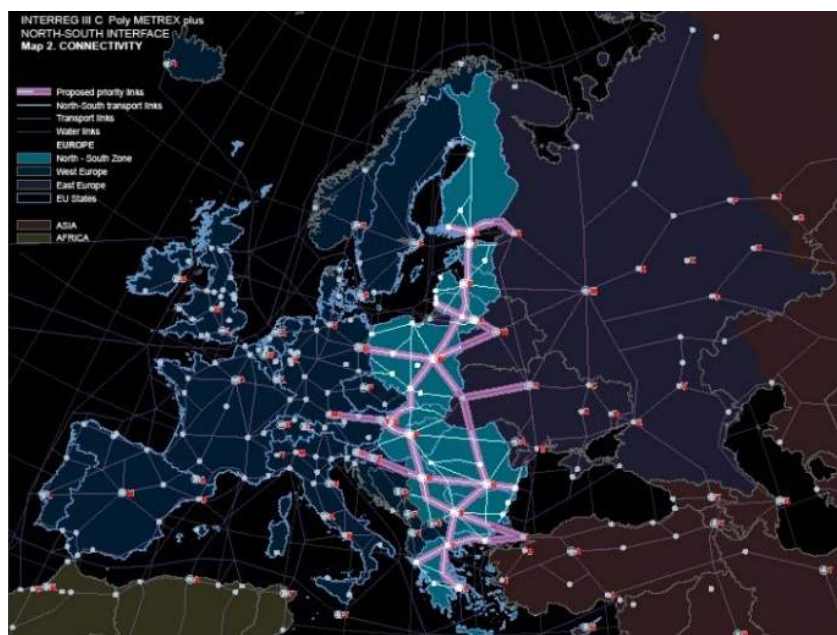 INTERREG III C Poly METREX plus
NORTH-SOUTH INTERFACE
Map 2. CONNECTIVITY
Proposed priority links
North-South transport links
Transport links
Water links
EUROPE
North - South Zone
West Europe
East Europe
EU States
ASIA
AFRICA